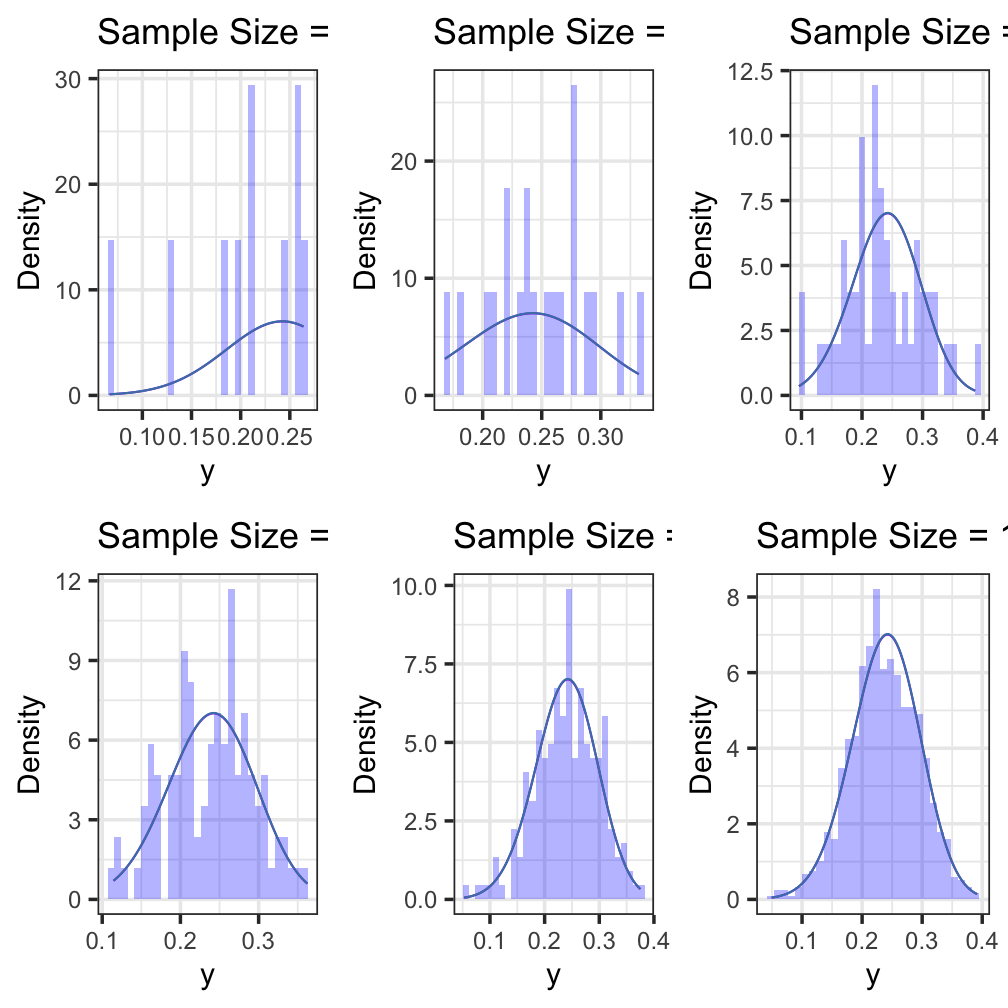 Sample Size =
Density
30
20
10
0
0.10 0.15 0.20 0.25
y
Sample Size =
Density
20
10
0
0.20 0.25 0.30
y
Sample Size =
Density
12.5
10.0
7.5
5.0
2.5
0.0
0.1 0.2 0.3 0.4
y
Sample Size =
Density
12
9
6
3
0
0.1 0.2 0.3
y
Sample Size =
Density
10.0
7.5
5.0
2.5
0.0
0.1 0.2 0.3 0.4
y
Sample Size = 1
Density
8
6
4
2
0
0.1 0.2 0.3 0.4
y